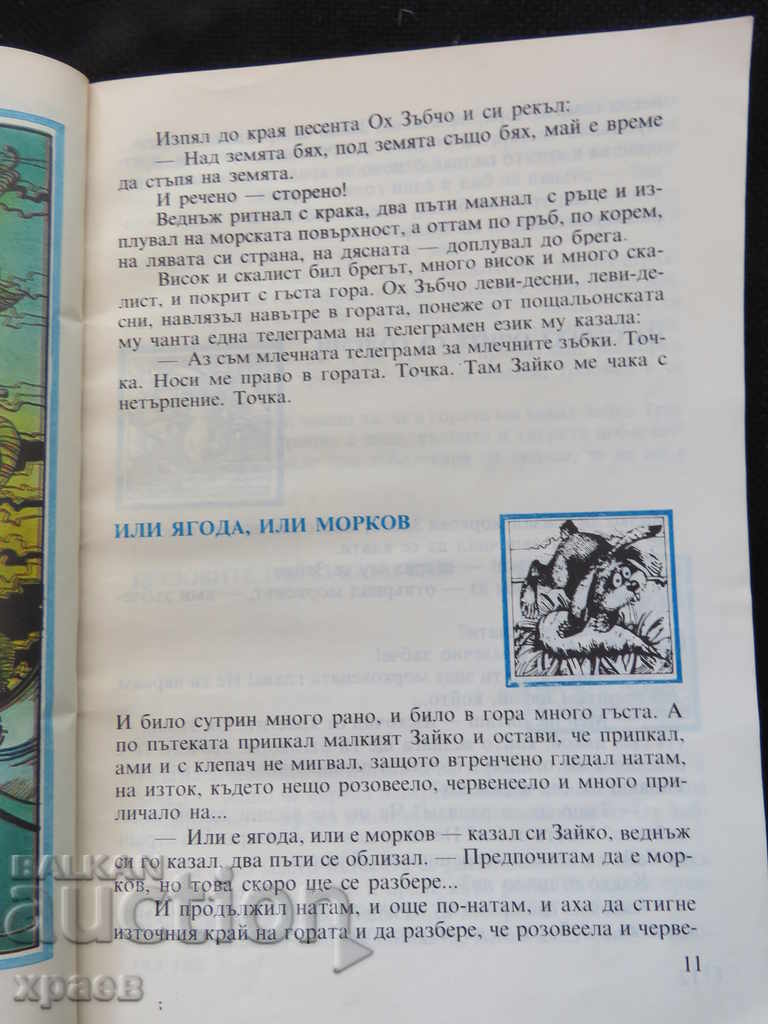 Изпял до края песента Ох Зъбчо и си рекъл:
— Над земята бях, под земята също бях, май е време
да стъпя на земята.
И речено — сторено!
Веднъж ритнал с крака, два пъти махнал с ръце и из-
плувал на морската повърхност, а оттам по гръб, по корем,
на лявата си страна, на дясната — доплувал до брега.
Висок и скалист бил брегът, много висок и много ска-
лист, и покрит с гъста гора. Ох Зъбчо леви-десни, леви-де-
сни, навлязъл навътре в гората, понеже от пощальонската
му чанта една телеграма на телеграмен език му казала:
— Аз съм млечната телеграма за млечните зъбки. Точ-
ка. Носи ме право в гората. Точка. Там Зайко ме чака с
нетърпение. Точка.
ИЛИ ЯГОДА, ИЛИ МОРКОВ
И било сутрин много рано, и било в гора много гъста. А
по пътеката припкал малкият Зайко и остави, че припкал,
ами и с клепач не мигвал, защото втренчено гледал натам,
на изток, където нещо розовеело, червенеело и много при-
личало на...
— Или е ягода, или е морков — казал си Зайко, веднъж
си го казал, два пъти се облизал. — Предпочитам да е мор-
ков, но това скоро ще се разбере...
И продължил натам, и още по-натам, и аха да стигне
източния край на гората и да разбере, че розовеела и черве-
11
BALKAN
auction
храев